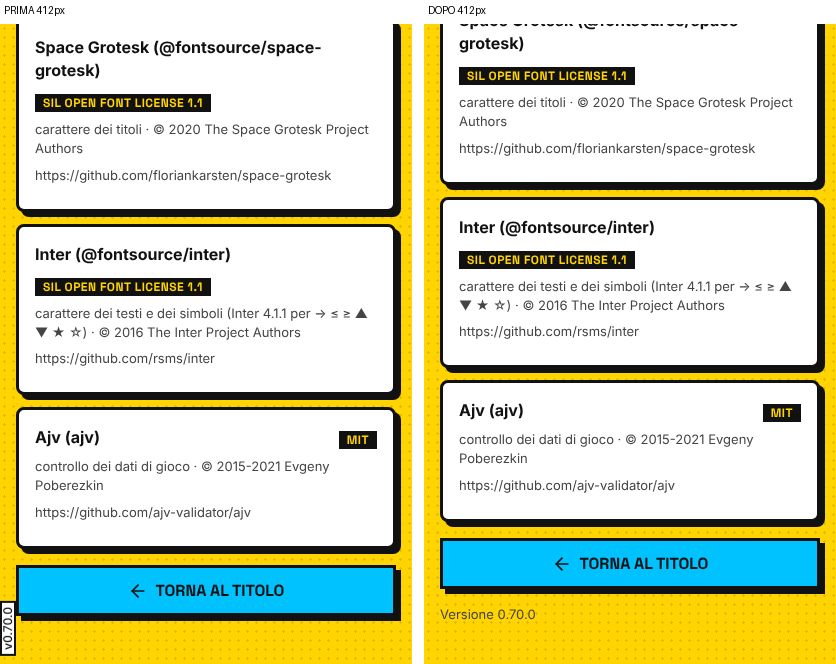 PRIMA 412px
Space Grotesk (@fontsource/space-
grotesk)
SIL OPEN FONT LICENSE 1.1
carattere dei titoli · © 2020 The Space Grotesk Project
Authors
https://github.com/floriankarsten/space-grotesk
Inter (@fontsource/inter)
SIL OPEN FONT LICENSE 1.1
carattere dei testi e dei simboli (Inter 4.1.1 per → ≤ ≥ ▲
▼ ★ ☆) · © 2016 The Inter Project Authors
https://github.com/rsms/inter
Ajv (ajv)
MIT
controllo dei dati di gioco · © 2015-2021 Evgeny
Poberezkin
https://github.com/ajv-validator/ajv
← TORNA AL TITOLO
v0.70.0
DOPO 412px
Space Grotesk (@fontsource/space-
grotesk)
SIL OPEN FONT LICENSE 1.1
carattere dei titoli · © 2020 The Space Grotesk Project
Authors
https://github.com/floriankarsten/space-grotesk
Inter (@fontsource/inter)
SIL OPEN FONT LICENSE 1.1
carattere dei testi e dei simboli (Inter 4.1.1 per → ≤ ≥ ▲
▼ ★ ☆) · © 2016 The Inter Project Authors
https://github.com/rsms/inter
Ajv (ajv)
MIT
controllo dei dati di gioco · © 2015-2021 Evgeny
Poberezkin
https://github.com/ajv-validator/ajv
← TORNA AL TITOLO
Versione 0.70.0